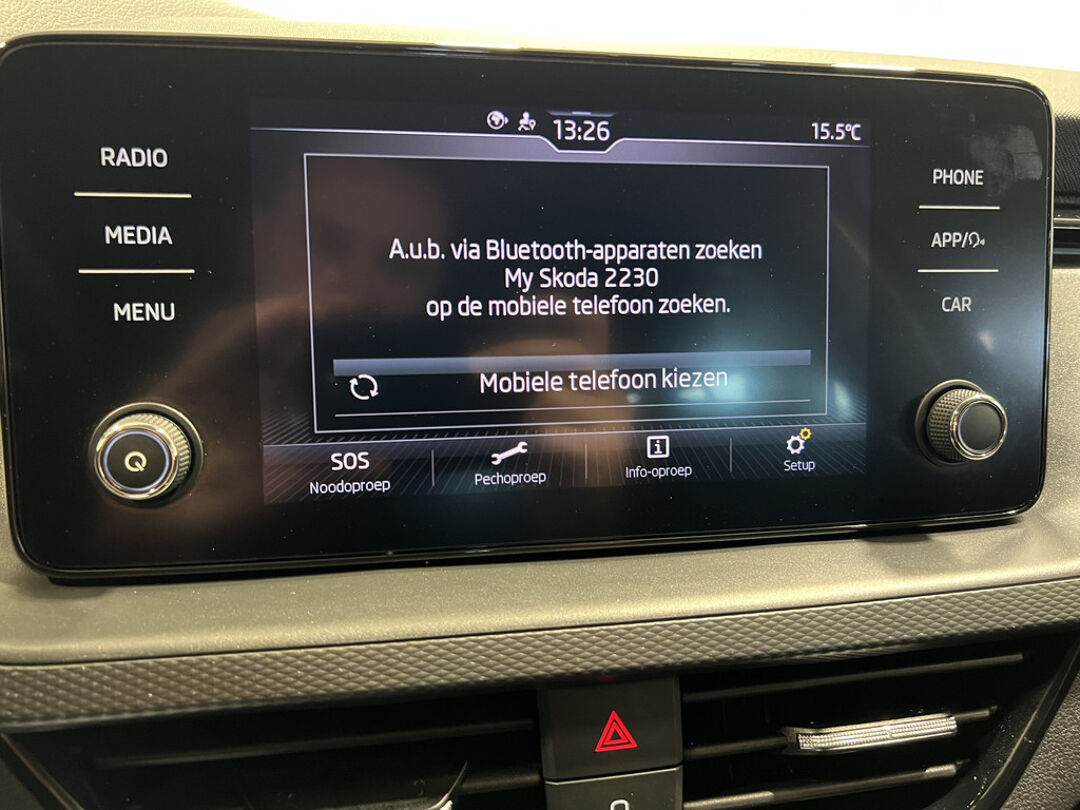 13:26
15.5°C
RADIO
MEDIA
MENU
PHONE
APP/
CAR
A.u.b. via Bluetooth-apparaten zoeken
My Skoda 2230
op de mobiele telefoon zoeken.
Mobiele telefoon kiezen
SOS
Noodoproep
Pechoproep
i
Info-oproep
Setup